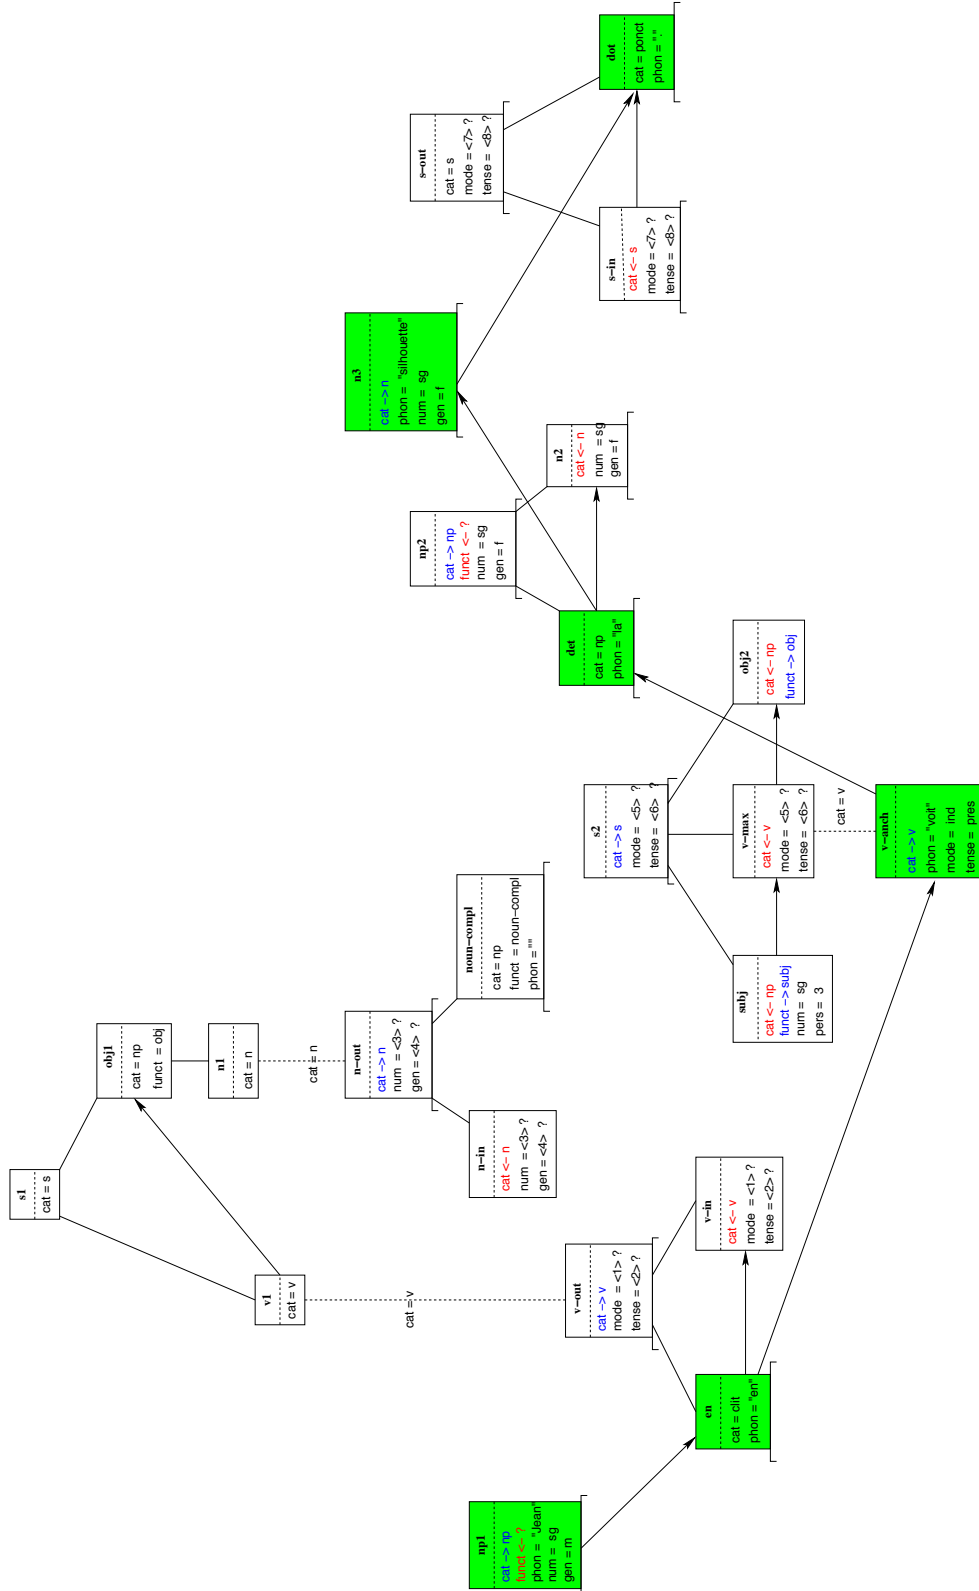 s1
cat = s
v1
cat = v
obj1
cat = np
funct = obj
n1
cat = n
cat = v
cat = n
n-out
cat -> n
num = <3> ?
gen = <4> ?
n-in
cat <- n
num = <3> ?
gen = <4> ?
noun-compl
cat = np
funct = noun-compl
phon = ""
np1
cat -> np
funct <- ?
phon = "Jean"
num = sg
gen = m
en
cat = clit
phon = "en"
v-out
cat -> v
mode = <1> ?
tense = <2> ?
v-in
cat <- v
mode = <1> ?
tense = <2> ?
subj
cat <- np
funct -> subj
num = sg
pers = 3
s2
cat -> s
mode = <5> ?
tense = <6> ?
v-max
cat <- v
mode = <5> ?
tense = <6> ?
cat = v
v-anch
cat -> v
phon = "voit"
mode = ind
tense = pres
obj2
cat <- np
funct -> obj
det
cat = np
phon = "la"
np2
cat -> np
funct <- ?
num = sg
gen = f
n2
cat <- n
num = sg
gen = f
n3
cat -> n
phon = "silhouette"
num = sg
gen = f
s-in
cat <- s
mode = <7> ?
tense = <8> ?
s-out
cat = s
mode = <7> ?
tense = <8> ?
dot
cat = ponct
phon = "."